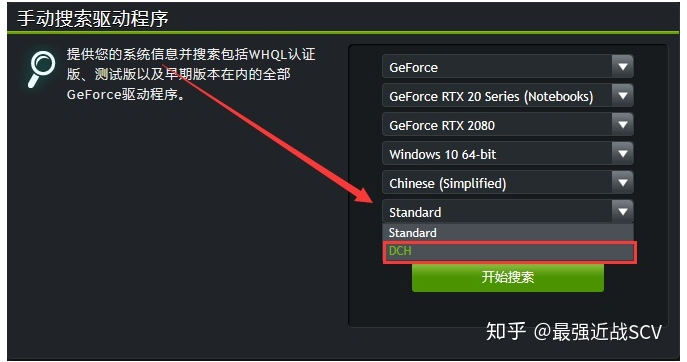 手动搜索驱动程序
提供您的系统信息并搜索包括WHQL认证
版、测试版以及早期版本在内的全部
GeForce驱动程序。
GeForce
GeForce RTX 20 Series (Notebooks)
GeForce RTX 2080
Windows 10 64-bit
Chinese (Simplified)
Standard
Standard
DCH
开始搜索
知乎 @最强近战SCV